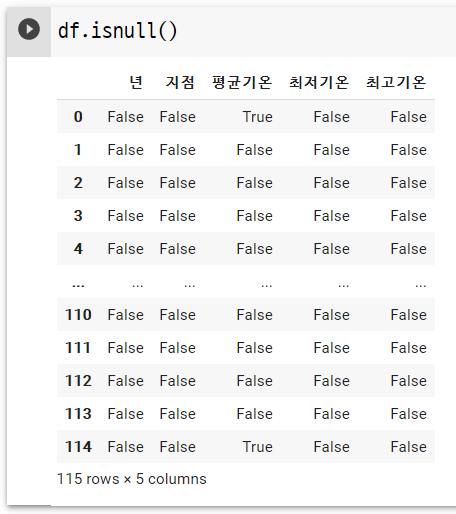 df.isnull()
년 지점 평균기온 최저기온 최고기온
0 False False True False False
1 False False False False False
2 False False False False False
3 False False False False False
4 False False False False False
... ... ... ... ... ...
110 False False False False False
111 False False False False False
112 False False False False False
113 False False False False False
114 False False True False False
115 rows × 5 columns